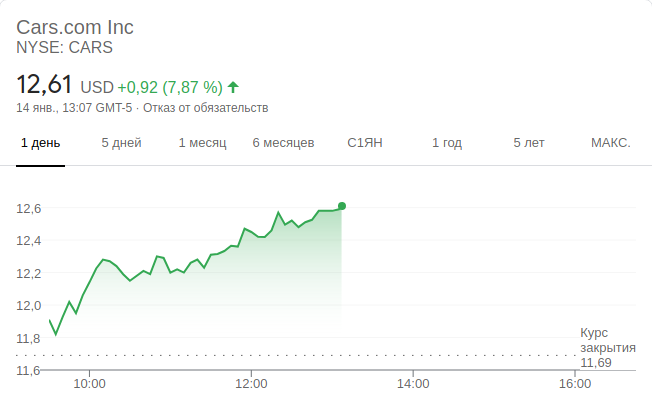 Cars.com Inc
NYSE: CARS
12,61 USD +0,92 (7,87 %)
14 янв., 13:07 GMT-5 · Отказ от обязательств
1 день 5 дней 1 месяц 6 месяцев С1ЯН 1 год 5 лет МАКС.
12,6
12,4
12,2
12,0
11,8
11,6
Курс
закрытия
11,69
10:00 12:00 14:00 16:00